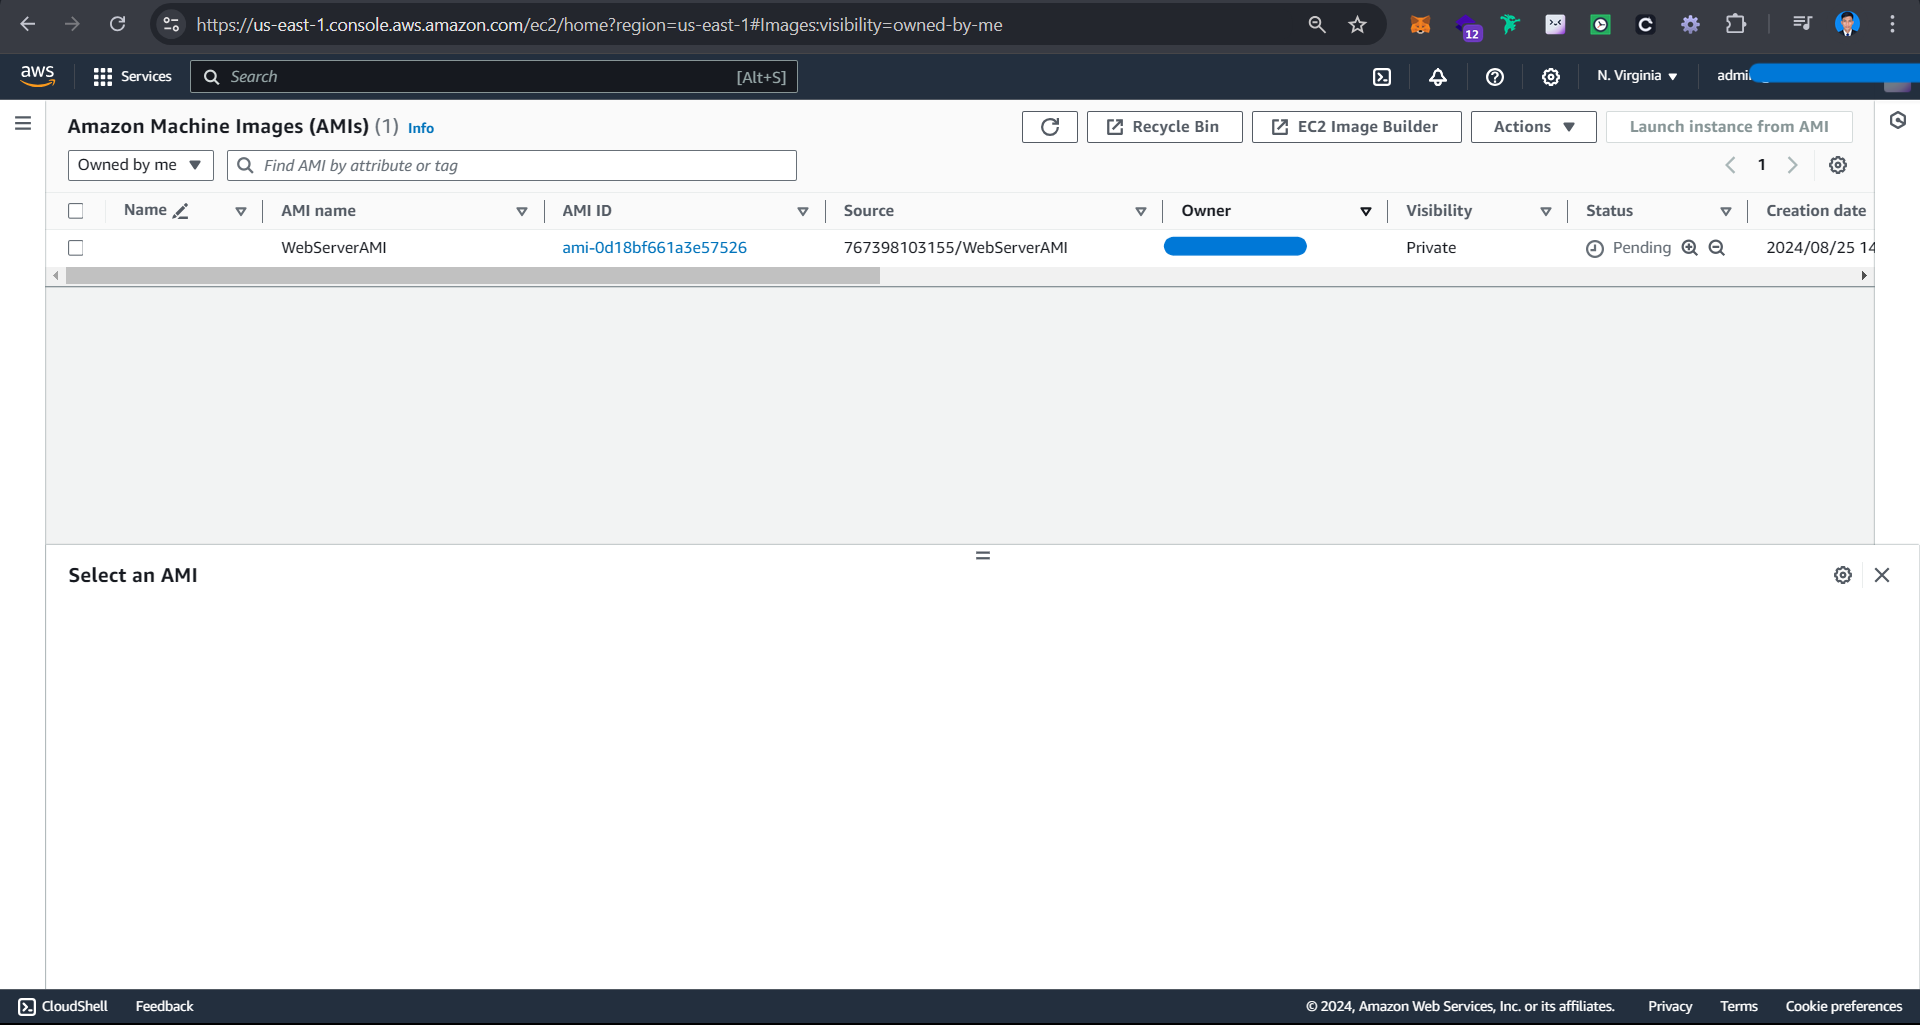 https://us-east-1.console.aws.amazon.com/ec2/home?region=us-east-1#Images:visibility=owned-by-me
12
aws Services Search [Alt+S] N. Virginia
Amazon Machine Images (AMIs) (1) Info Recycle Bin EC2 Image Builder Actions Launch instance from AMI
Owned by me Find AMI by attribute or tag 1
Name AMI name AMI ID Source Owner Visibility Status Creation date
WebServerAMI ami-0d18bf661a3e57526 767398103155/WebServerAMI Private Pending 2024/08/25 14
Select an AMI
CloudShell Feedback © 2024, Amazon Web Services, Inc. or its affiliates. Privacy Terms Cookie preferences